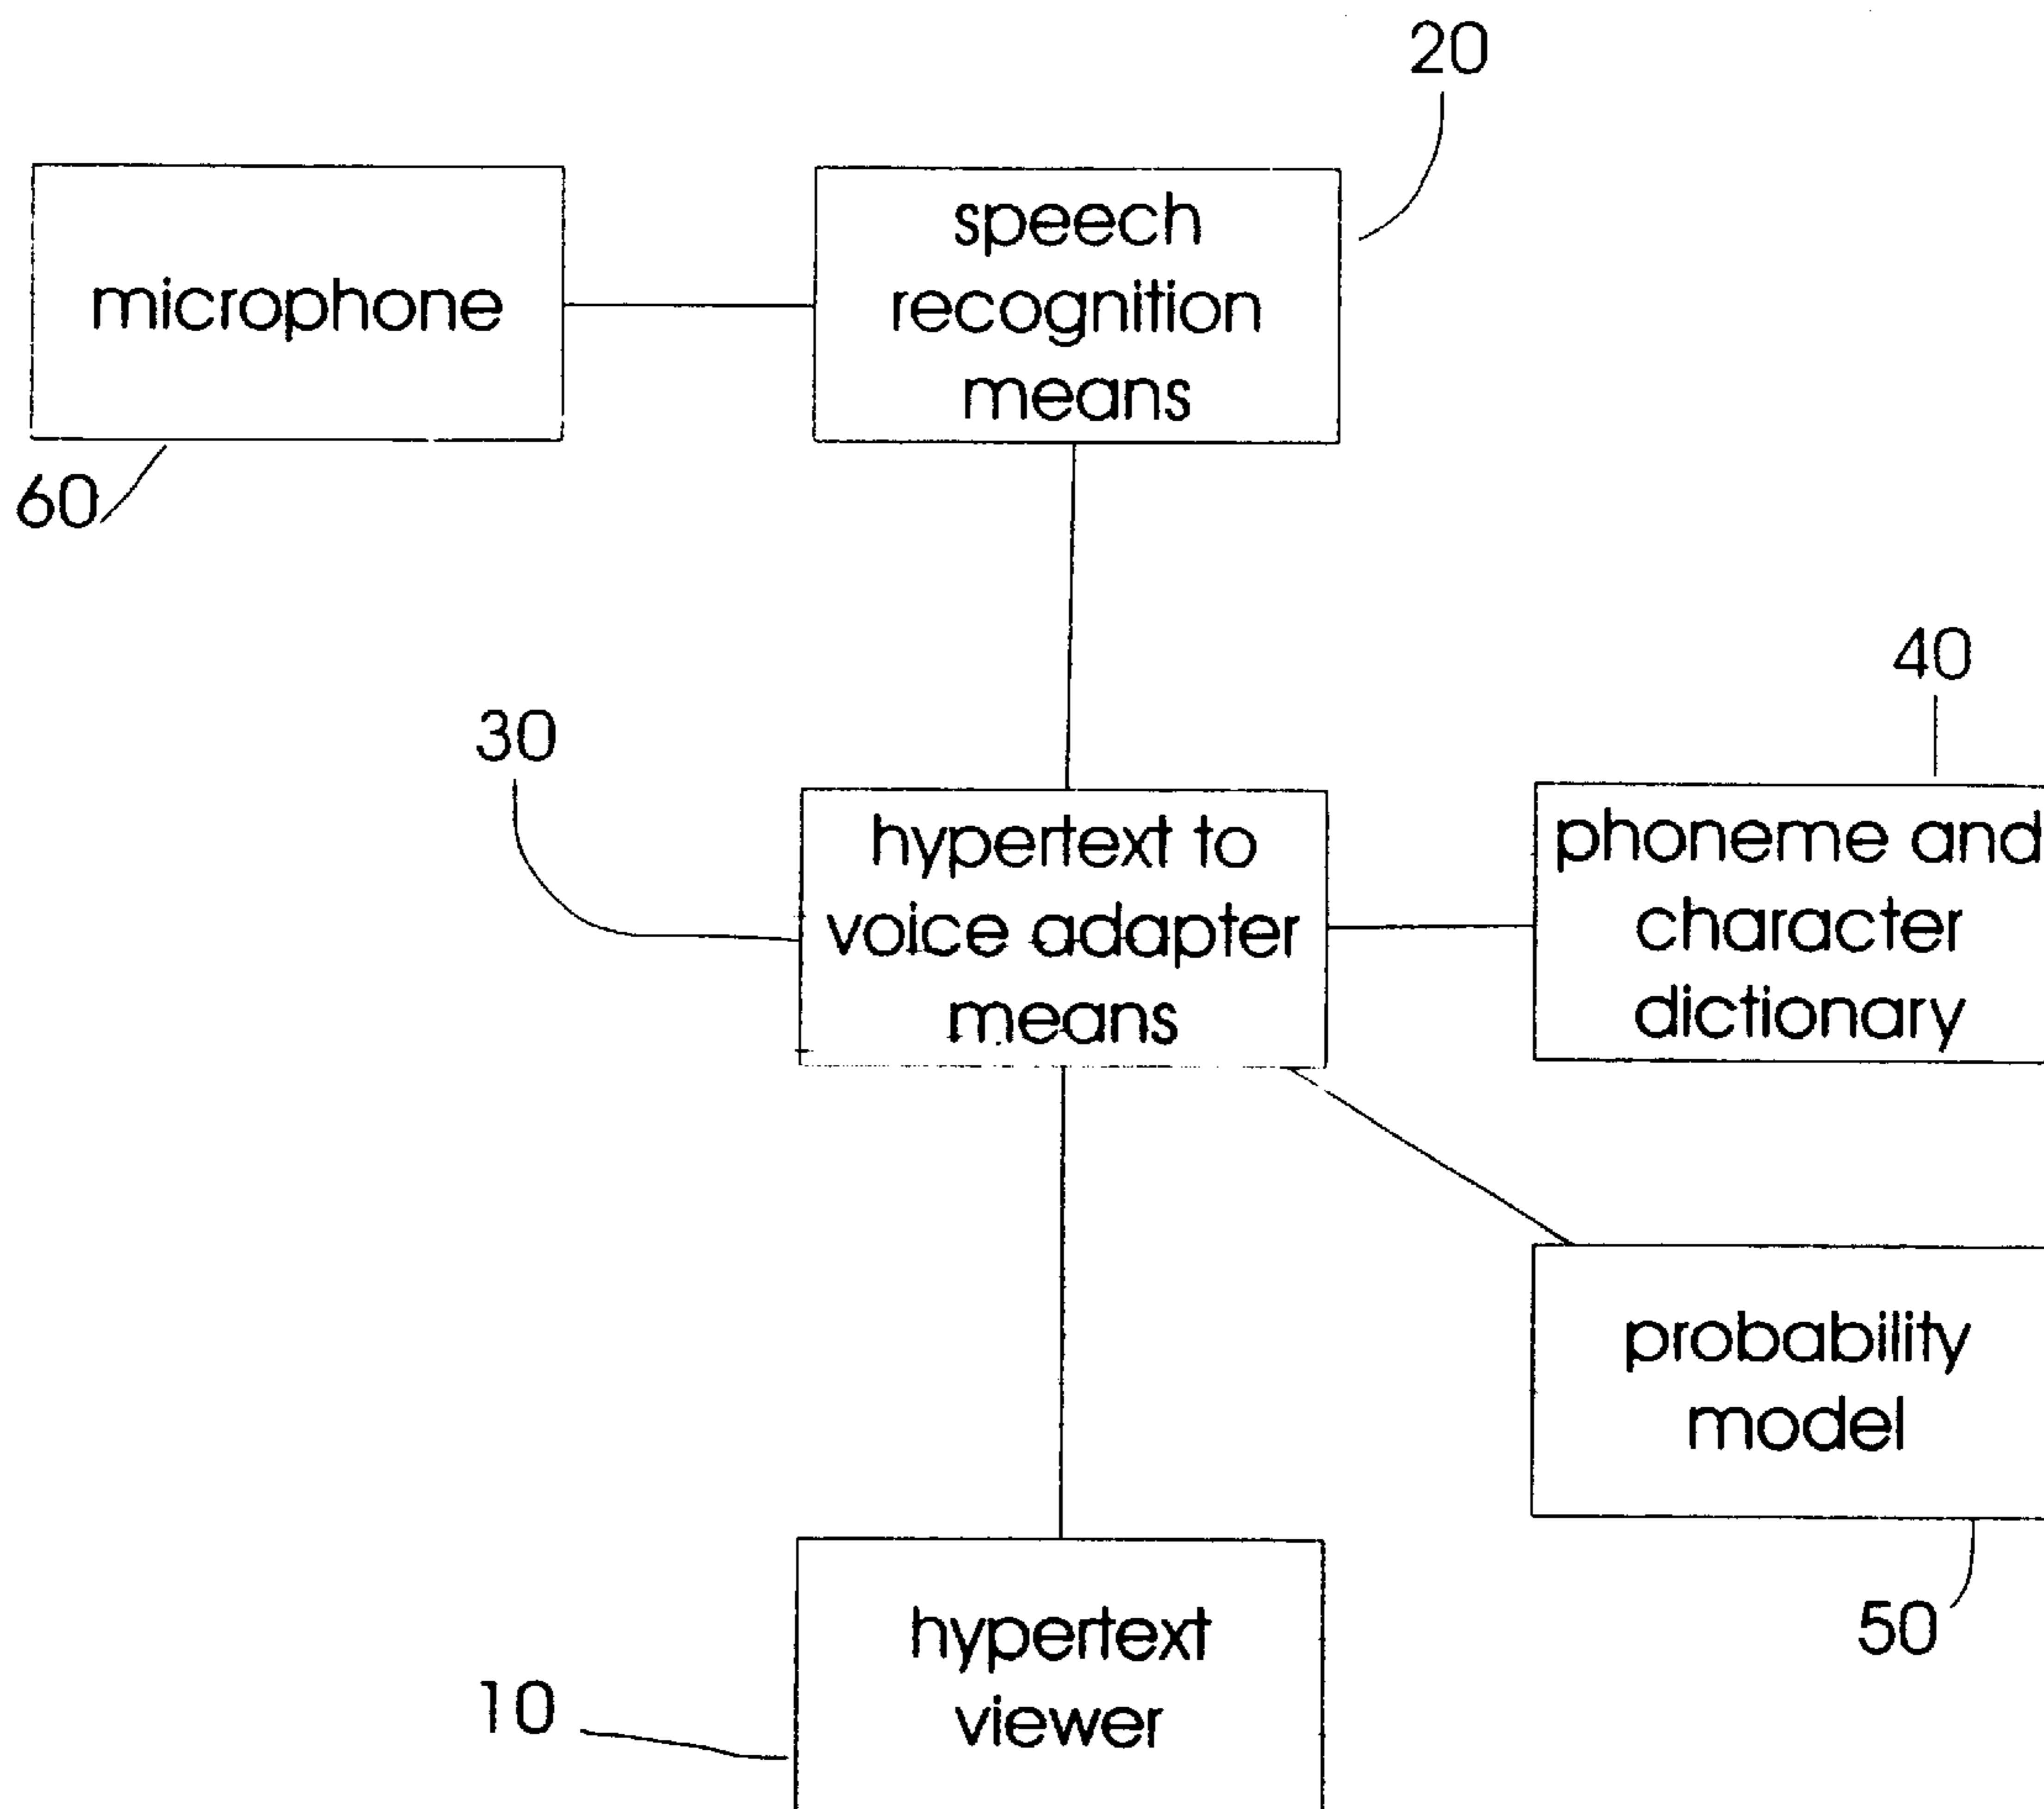 20
microphone
speech
recognition
means
60
40
30
hypertext to
voice adapter
means
phoneme and
character
dictionary
probability
model
50
hypertext
viewer
10